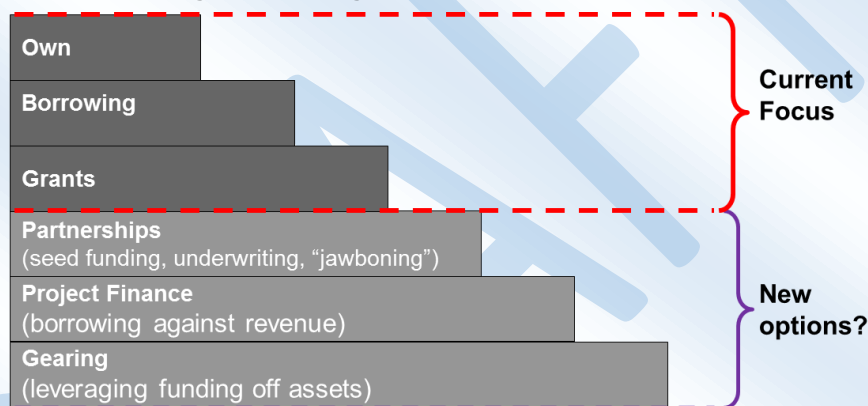 Own
Borrowing
Grants
Partnerships
(seed funding, underwriting, “jawboning”)
Project Finance
(borrowing against revenue)
Gearing
(leveraging funding off assets)
Current
Focus
New
options?